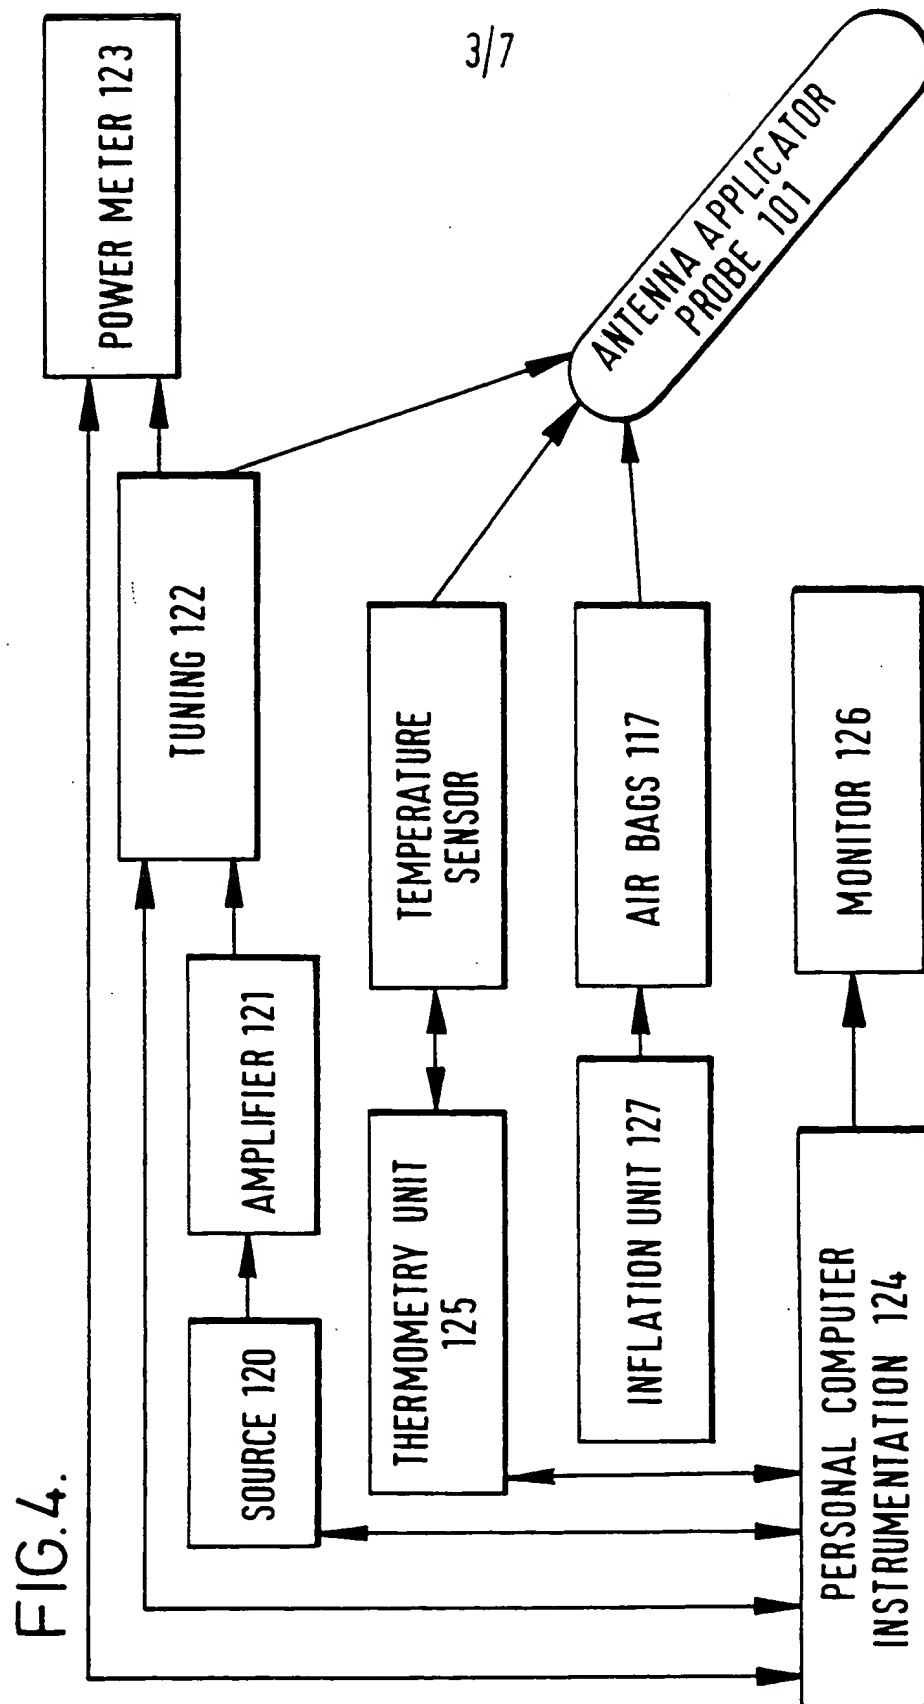 3/7
FIG.4.
POWER METER 123
TUNING 122
AMPLIFIER 121
SOURCE 120
ANTENNA APPLICATOR
PROBE 101
TEMPERATURE
SENSOR
THERMOMETRY UNIT
125
AIR BAGS 117
INFLATION UNIT 127
MONITOR 126
PERSONAL COMPUTER
INSTRUMENTATION 124